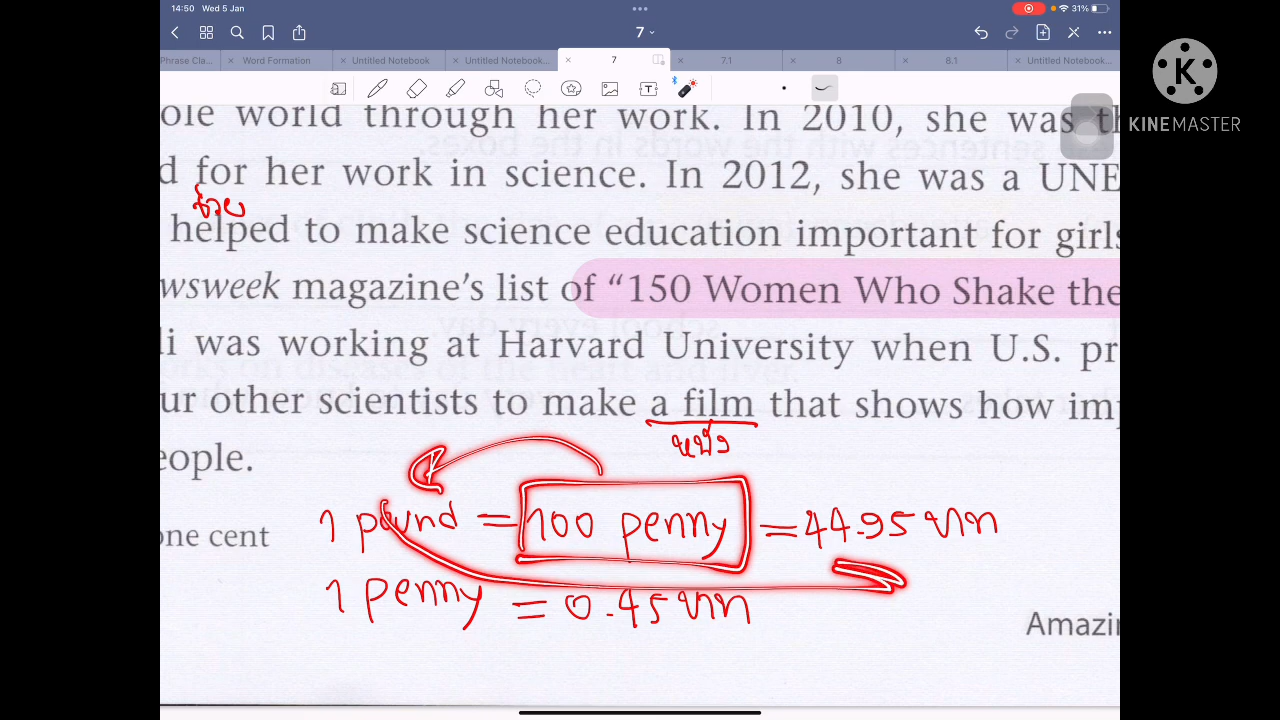 14:50 Wed 5 Jan
31%
7
Phrase Cla...
Word Formation
Untitled Notebook
Untitled Notebook...
7
7.1
8
8.1
Untitled Notebook...
KINEMASTER
ole world through her work. In 2010, she was th
d for her work in science. In 2012, she was a UNE
ช่วย
helped to make science education important for girls
wsweek magazine's list of “150 Women Who Shake the
li was working at Harvard University when U.S. pr
ur other scientists to make a film that shows how imp
หนัง
eople.
1 pound = 100 penny = 44.95 บาท
one cent
1 penny = 0.45 บาท
Amazin